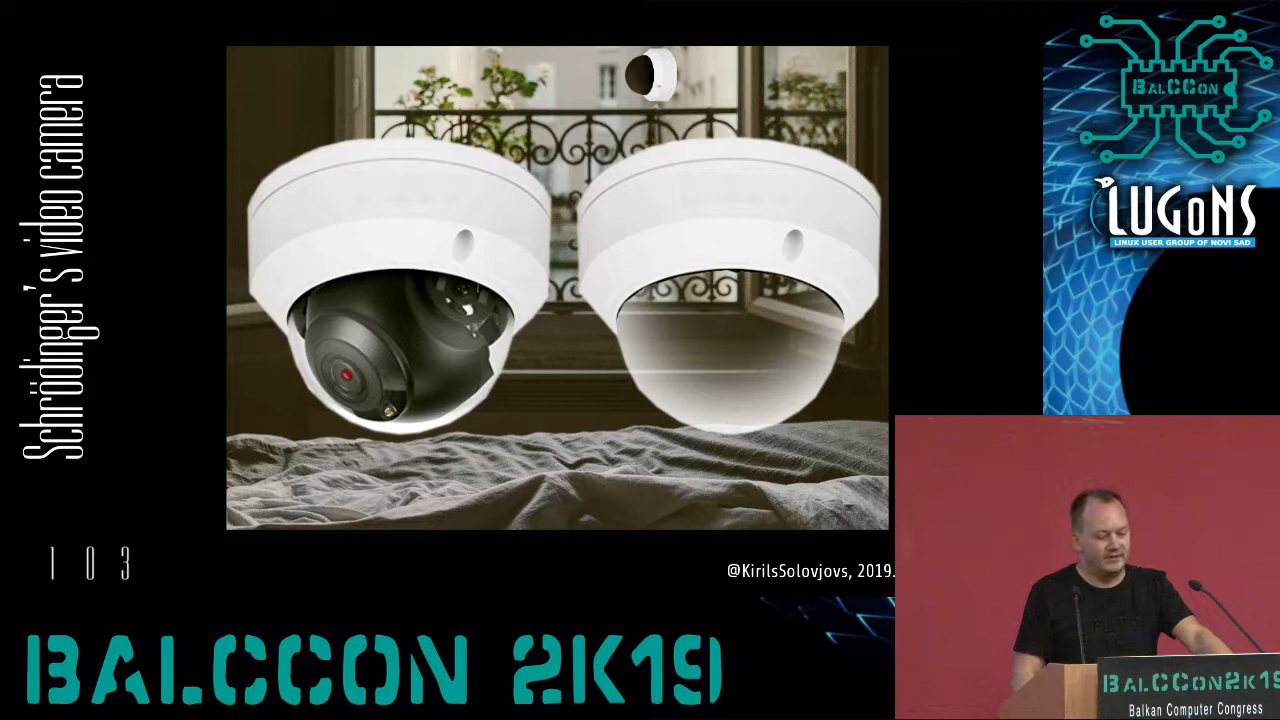 Schrödinger's video camera
BALCCON
LUGONS
LINUX USER GROUP OF NOVI SAD
103
@KirilsSolovjovs, 2019.
BALCCON 2K19
BALCCON2K19
Balkan Computer Congress